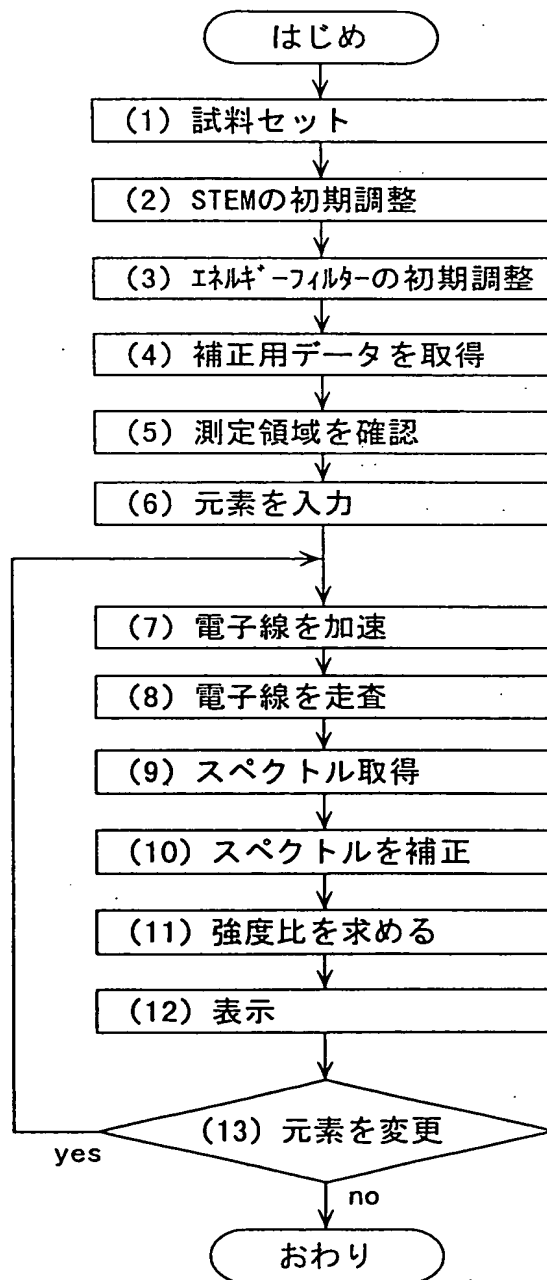 はじめ
(1) 試料セット
(2) STEMの初期調整
(3) エネルギーフィルターの初期調整
(4) 補正用データを取得
(5) 測定領域を確認
(6) 元素を入力
(7) 電子線を加速
(8) 電子線を走査
(9) スペクトル取得
(10) スペクトルを補正
(11) 強度比を求める
(12) 表示
(13) 元素を変更
yes
no
おわり